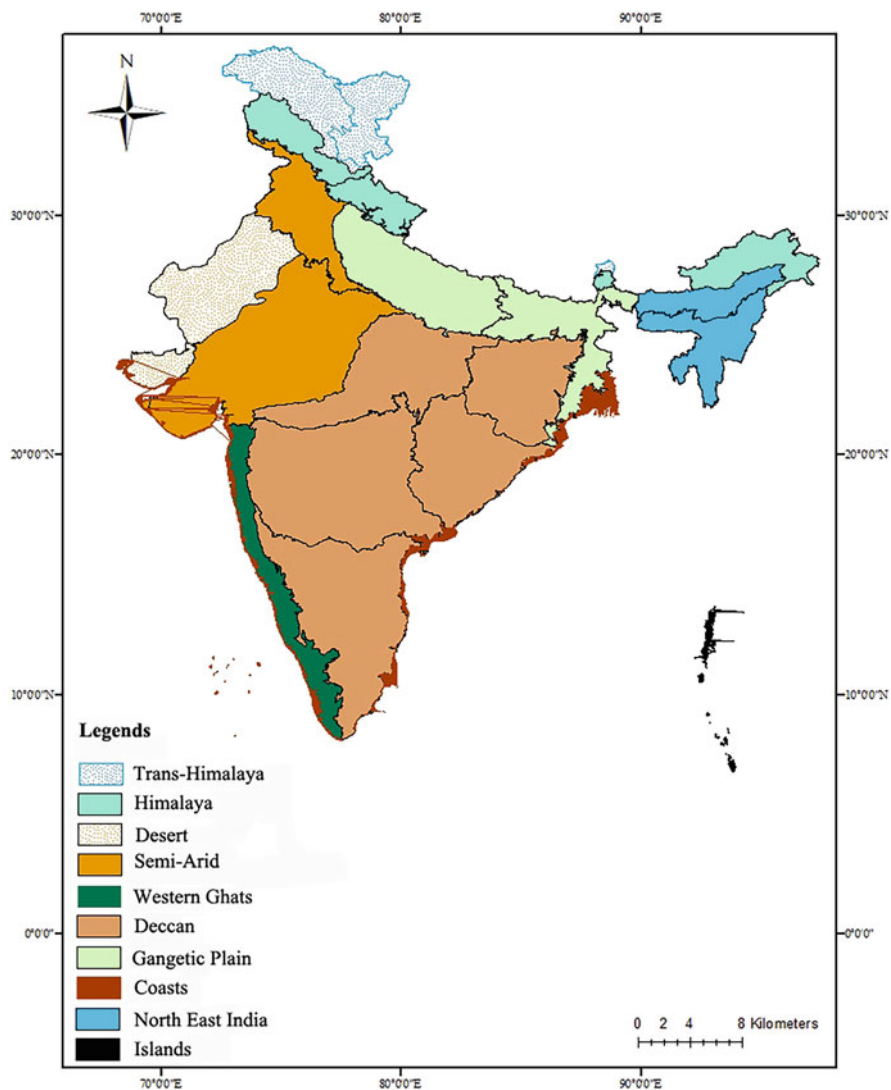 70°0'0"E 80°0'0"E 90°0'0"E
N
30°0'0"N 30°0'0"N
20°0'0"N 20°0'0"N
10°0'0"N 10°0'0"N
Legends
Trans-Himalaya
Himalaya
Desert
Semi-Arid
Western Ghats
Deccan
Gangetic Plain
Coasts
North East India
Islands
0°0'0" 0°0'0"
0 2 4 8 Kilometers
70°0'0"E 80°0'0"E 90°0'0"E